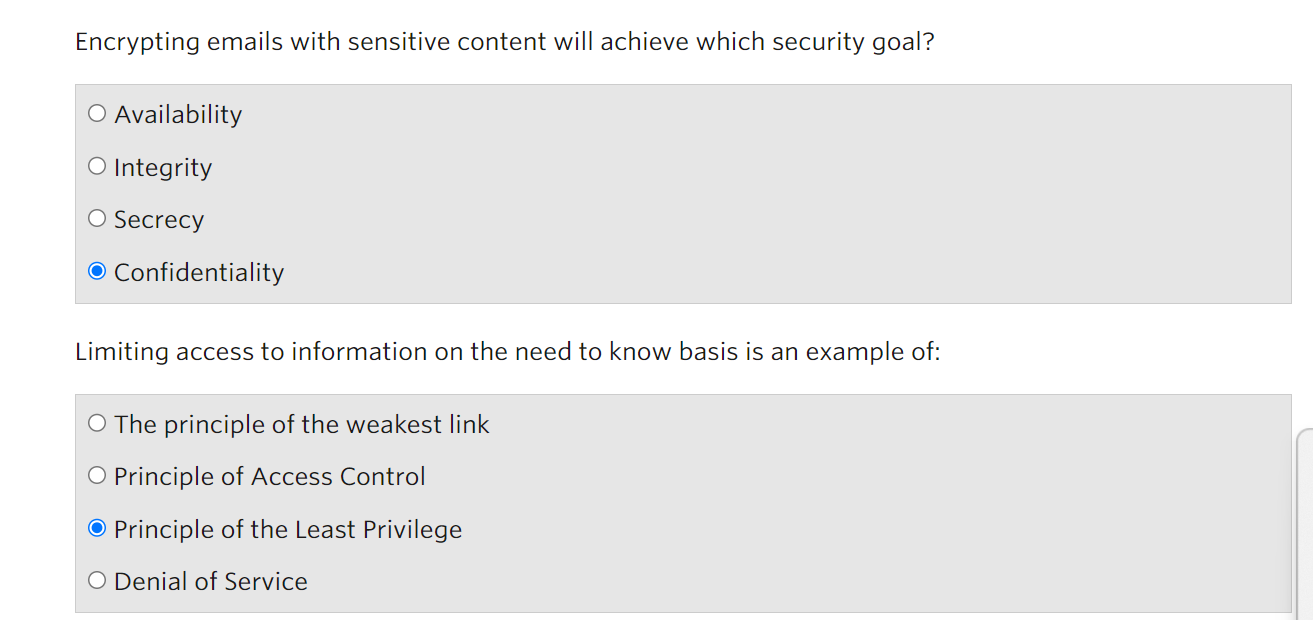 Encrypting emails with sensitive content will achieve which security goal?
Availability
Integrity
Secrecy
Confidentiality
Limiting access to information on the need to know basis is an example of:
The principle of the weakest link
Principle of Access Control
Principle of the Least Privilege
Denial of Service